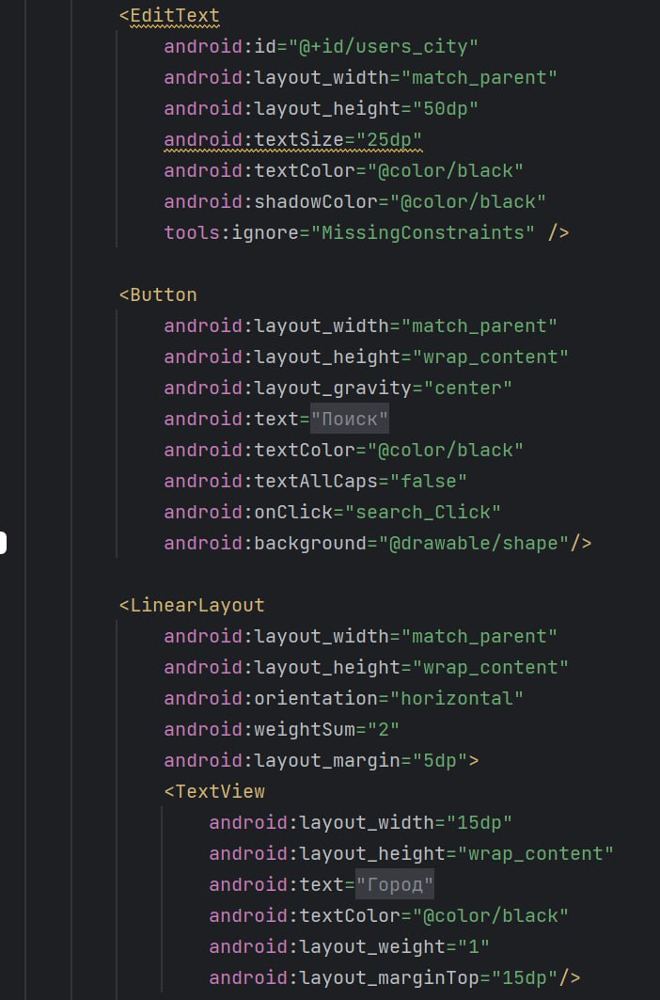 <EditText
android:id="@+id/users_city"
android:layout_width="match_parent"
android:layout_height="50dp"
android:textSize="25dp"
android:textColor="@color/black"
android:shadowColor="@color/black"
tools:ignore="MissingConstraints" />
<Button
android:layout_width="match_parent"
android:layout_height="wrap_content"
android:layout_gravity="center"
android:text="Поиск"
android:textColor="@color/black"
android:textAllCaps="false"
android:onClick="search_Click"
android:background="@drawable/shape"/>
<LinearLayout
android:layout_width="match_parent"
android:layout_height="wrap_content"
android:orientation="horizontal"
android:weightSum="2"
android:layout_margin="5dp">
<TextView
android:layout_width="15dp"
android:layout_height="wrap_content"
android:text="Город"
android:textColor="@color/black"
android:layout_weight="1"
android:layout_marginTop="15dp"/>